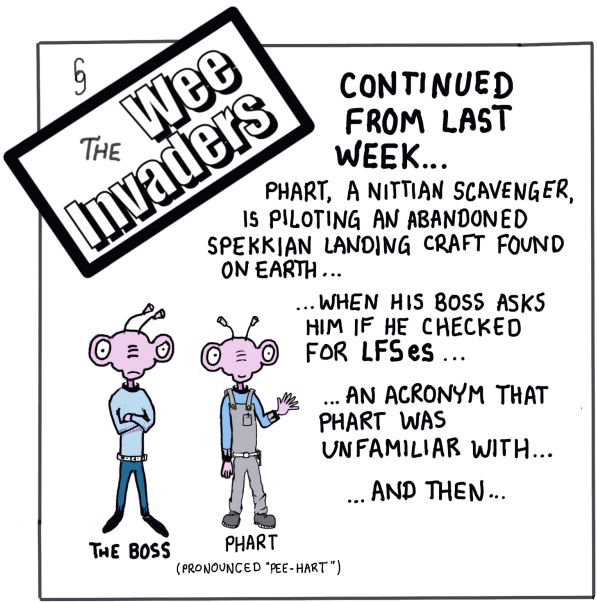 THE
Wee
Invaders
CONTINUED
FROM LAST
WEEK...
PHART, A NITTIAN SCAVENGER,
IS PILOTING AN ABANDONED
SPEKKIAN LANDING CRAFT FOUND
ON EARTH...
...WHEN HIS BOSS ASKS
HIM IF HE CHECKED
FOR LFSes...
...AN ACRONYM THAT
PHART WAS
UNFAMILIAR WITH...
...AND THEN...
THE BOSS
PHART
(PRONOUNCED "PEE-HART")